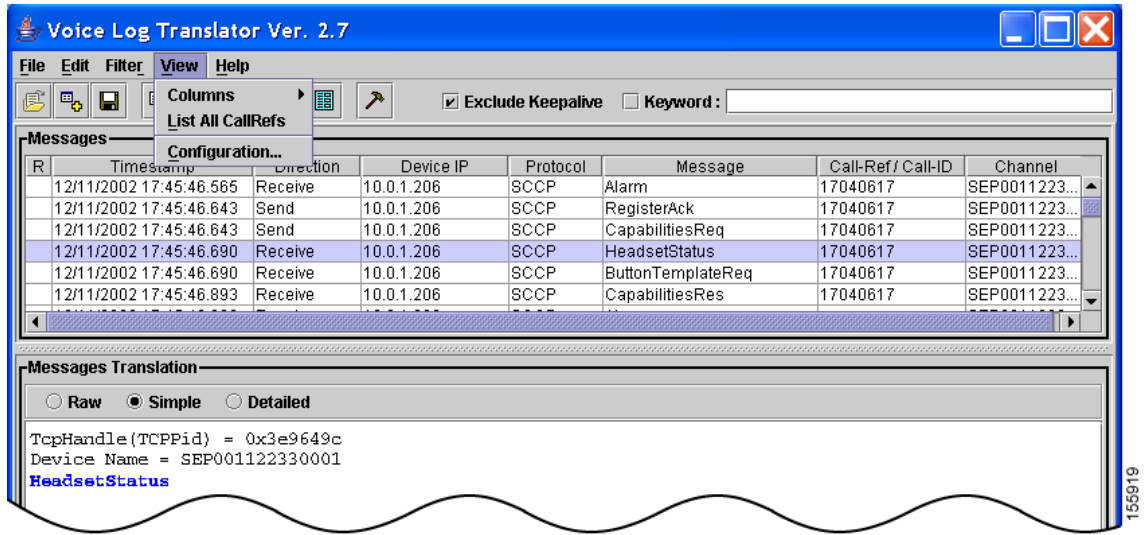 Voice Log Translator Ver. 2.7
File Edit Filter View Help
Columns
List All CallRefs
Configuration...
Exclude Keepalive Keyword :
Messages
R Timestamp Direction Device IP Protocol Message Call-Ref / Call-ID Channel
12/11/2002 17:45:46.565 Receive 10.0.1.206 SCCP Alarm 17040617 SEP0011223...
12/11/2002 17:45:46.643 Send 10.0.1.206 SCCP RegisterAck 17040617 SEP0011223...
12/11/2002 17:45:46.643 Send 10.0.1.206 SCCP CapabilitiesReq 17040617 SEP0011223...
12/11/2002 17:45:46.690 Receive 10.0.1.206 SCCP HeadsetStatus 17040617 SEP0011223...
12/11/2002 17:45:46.690 Receive 10.0.1.206 SCCP ButtonTemplateReq 17040617 SEP0011223...
12/11/2002 17:45:46.893 Receive 10.0.1.206 SCCP CapabilitiesRes 17040617 SEP0011223...
Messages Translation
Raw Simple Detailed
TcpHandle(TCPPid) = 0x3e9649c
Device Name = SEP001122330001
HeadsetStatus
155919